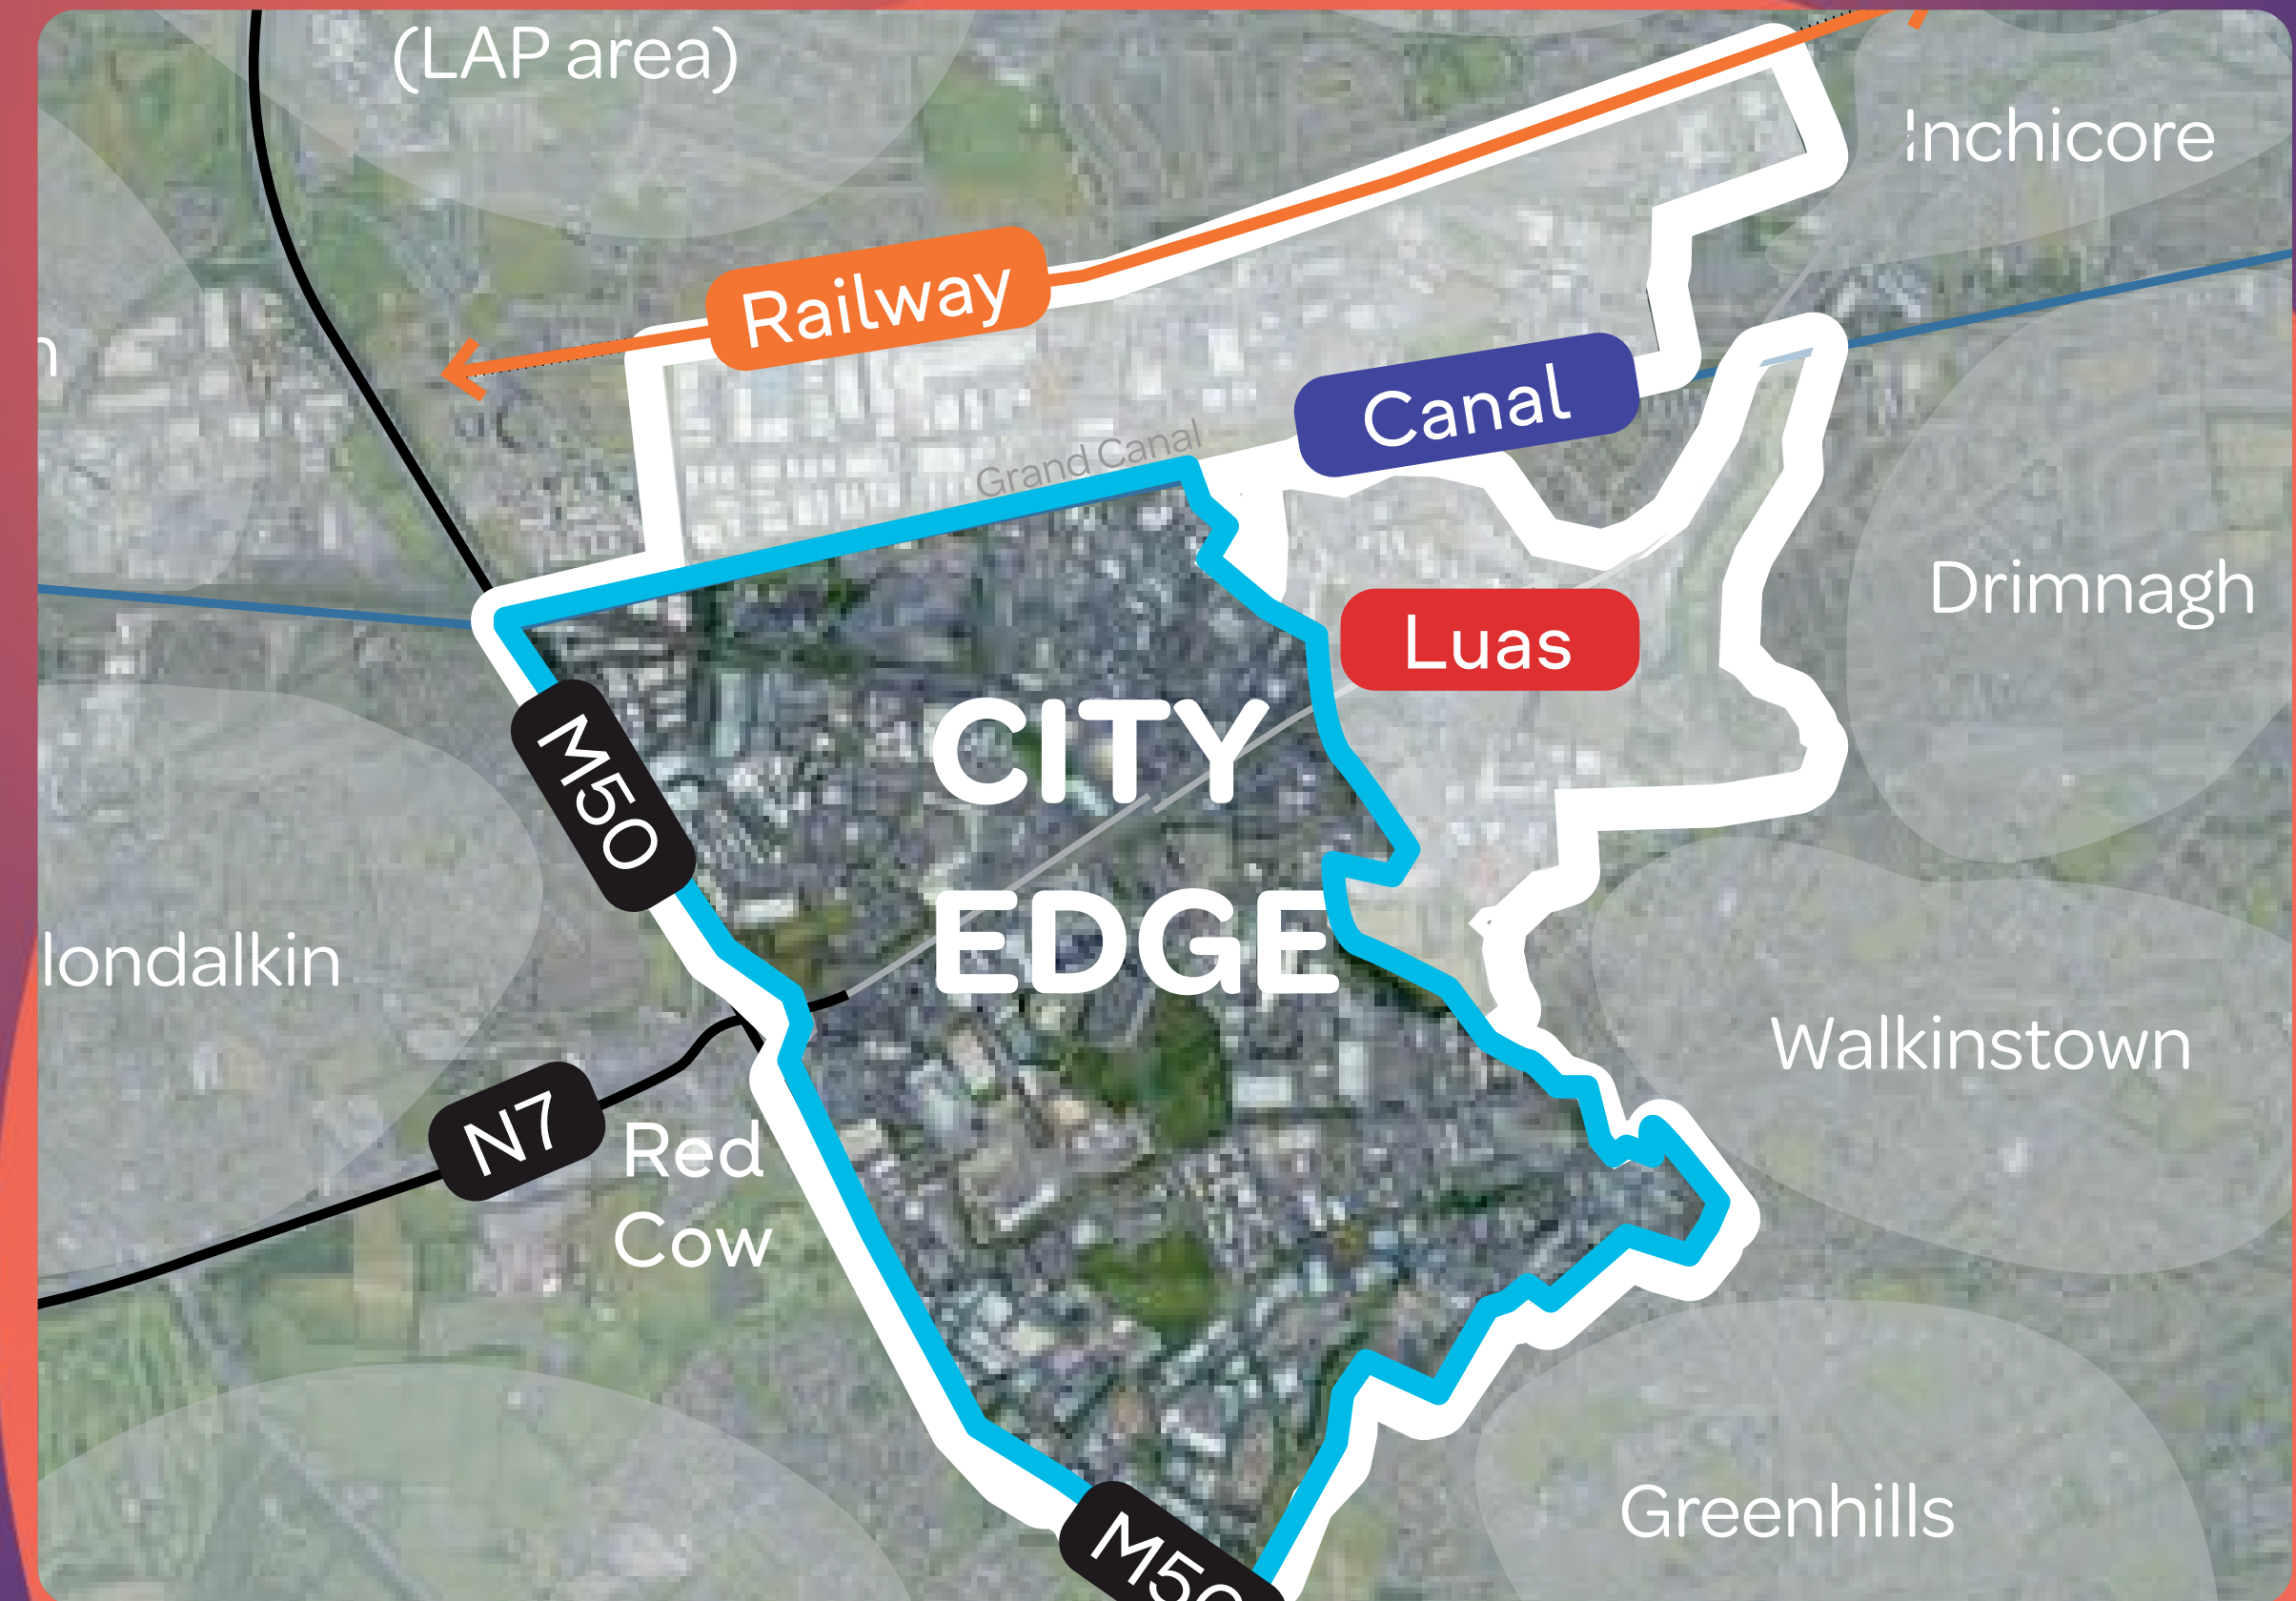 (LAP area)
Inchicore
Railway
n
Canal
Grand Canal
Drimnagh
Luas
CITY
EDGE
M50
londalkin
Walkinstown
N7
Red
Cow
Greenhills
M50